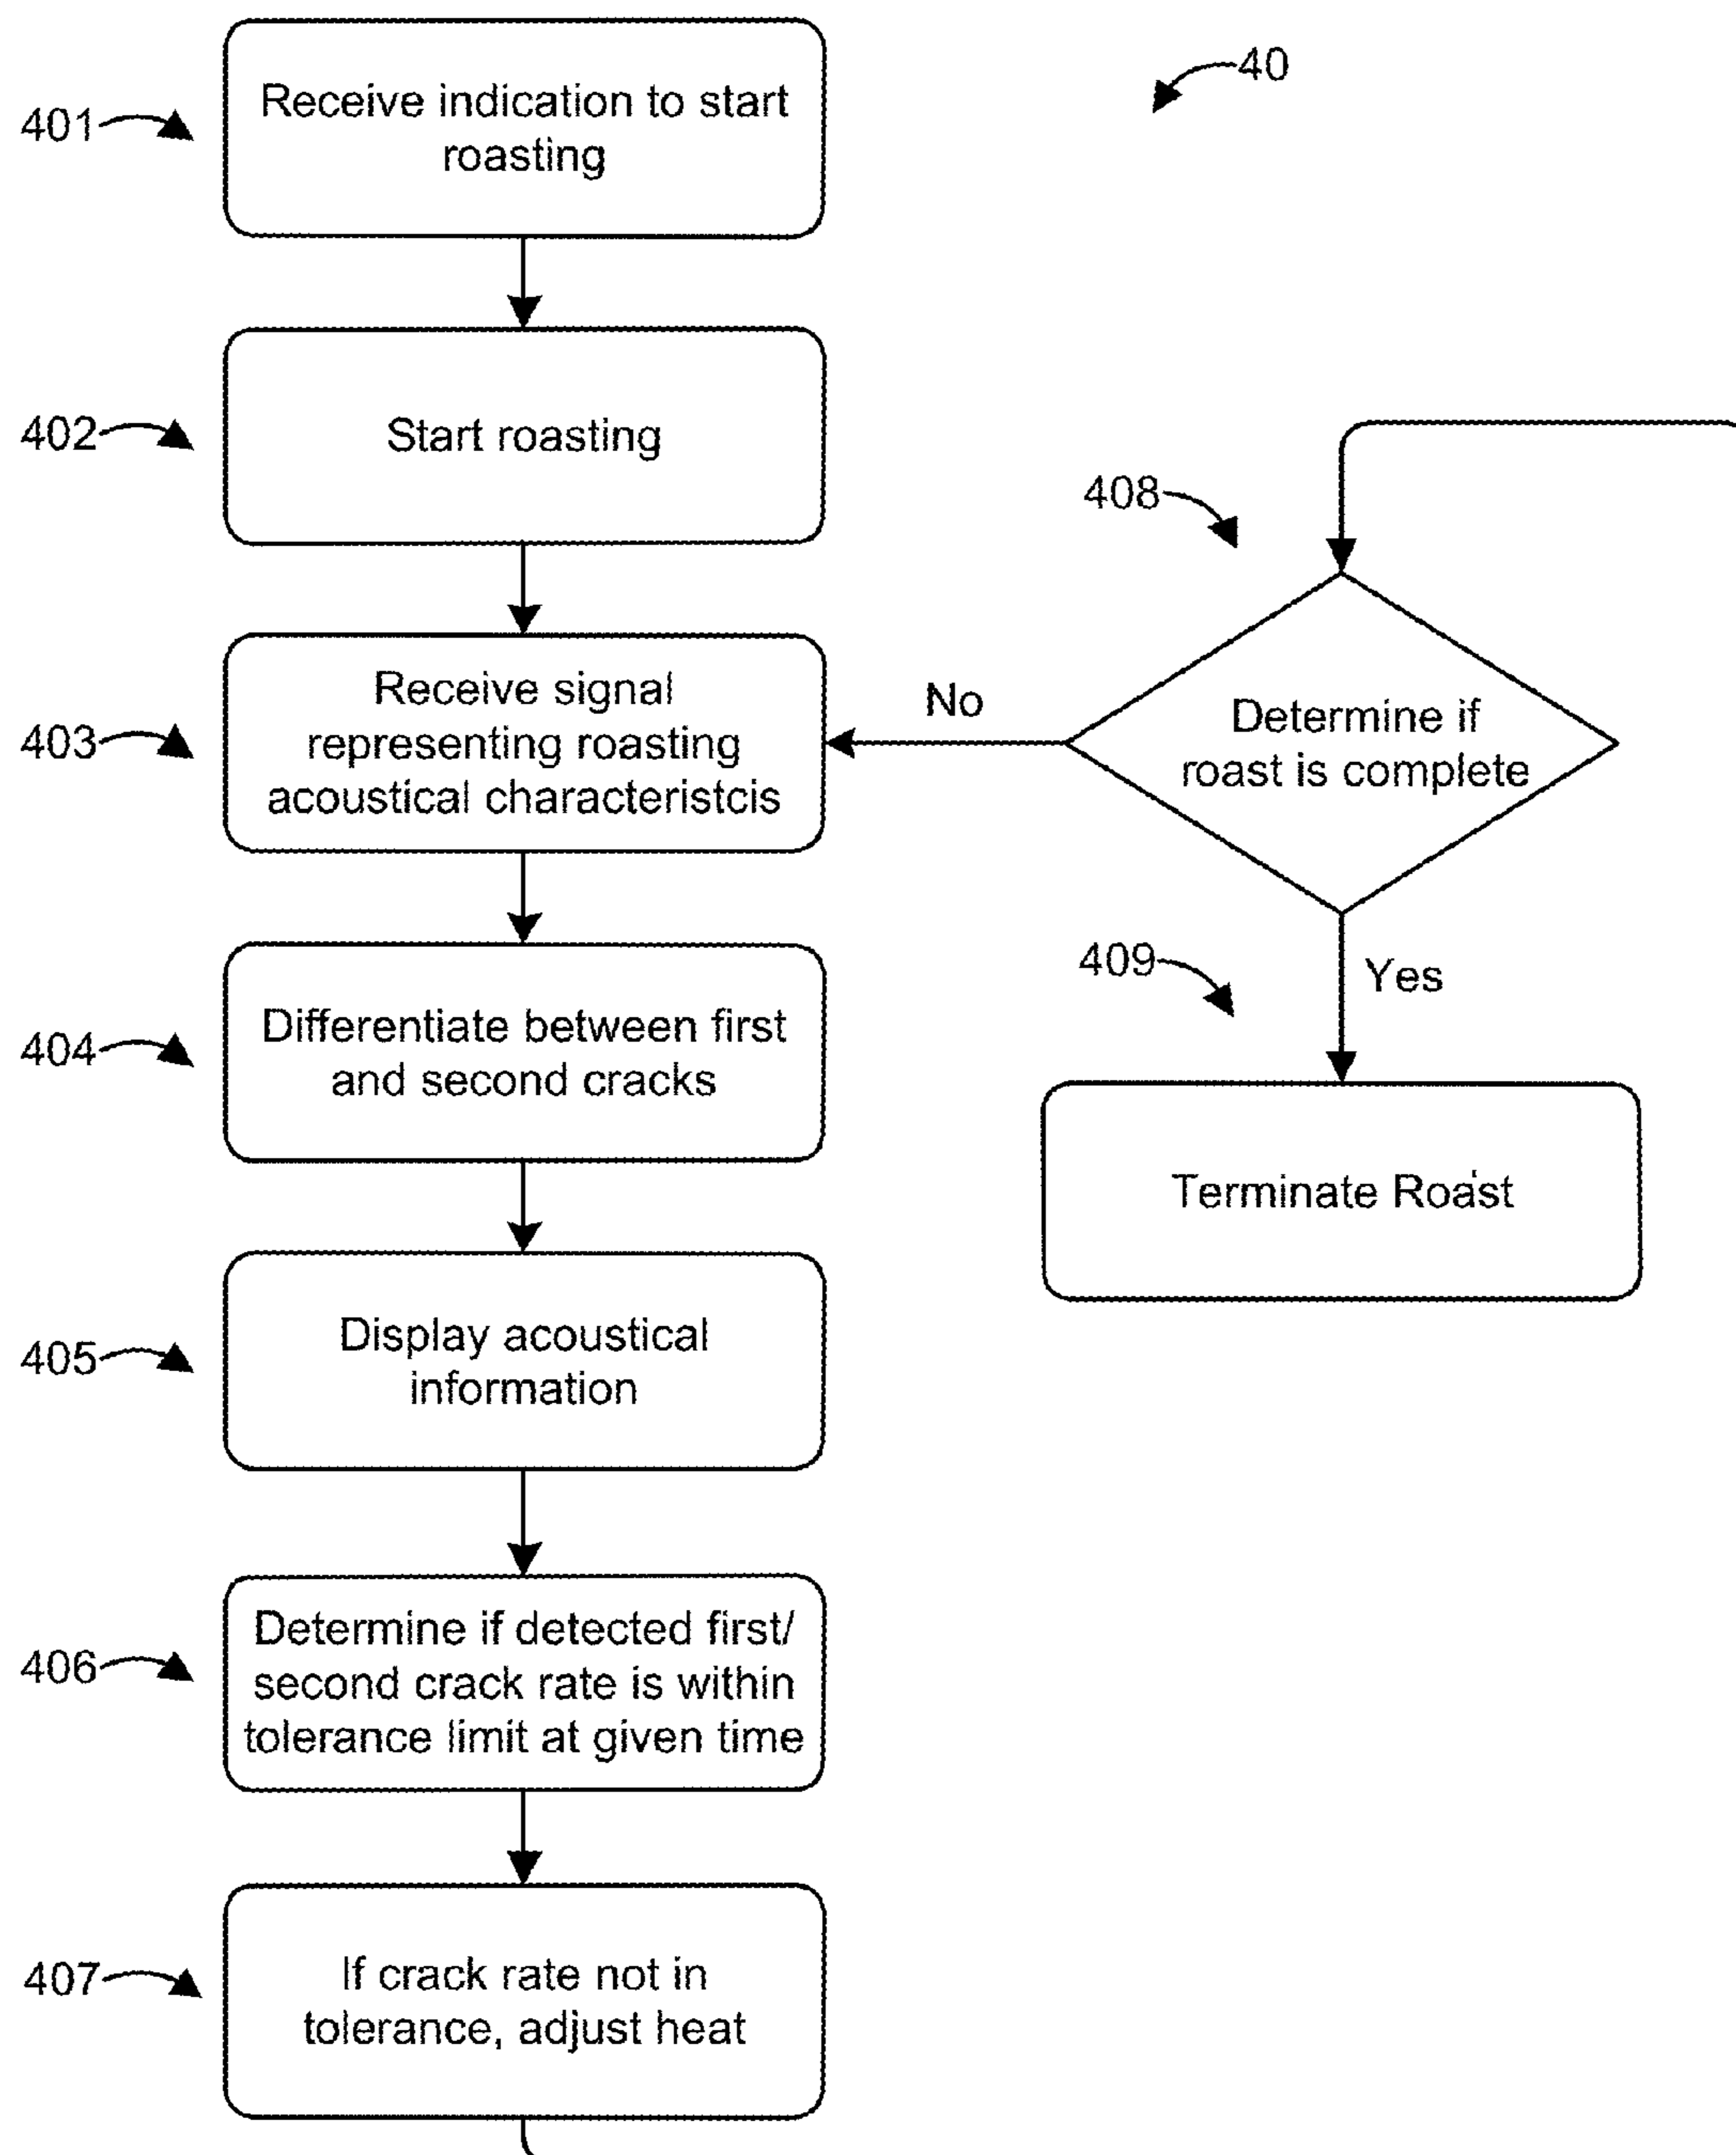 40
401
Receive indication to start
roasting
402
Start roasting
403
Receive signal
representing roasting
acoustical characteristcis
404
Differentiate between first
and second cracks
405
Display acoustical
information
406
Determine if detected first/
second crack rate is within
tolerance limit at given time
407
If crack rate not in
tolerance, adjust heat
408
Determine if
roast is complete
No
Yes
409
Terminate Roast